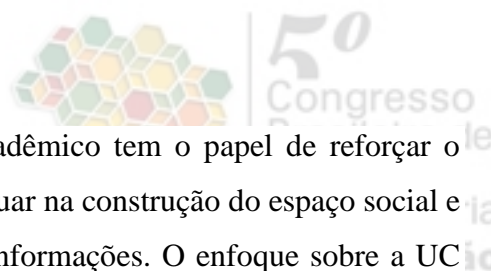 5º
Congresso
adêmico tem o papel de reforçar o
uar na construção do espaço social e
nformações. O enfoque sobre a UC